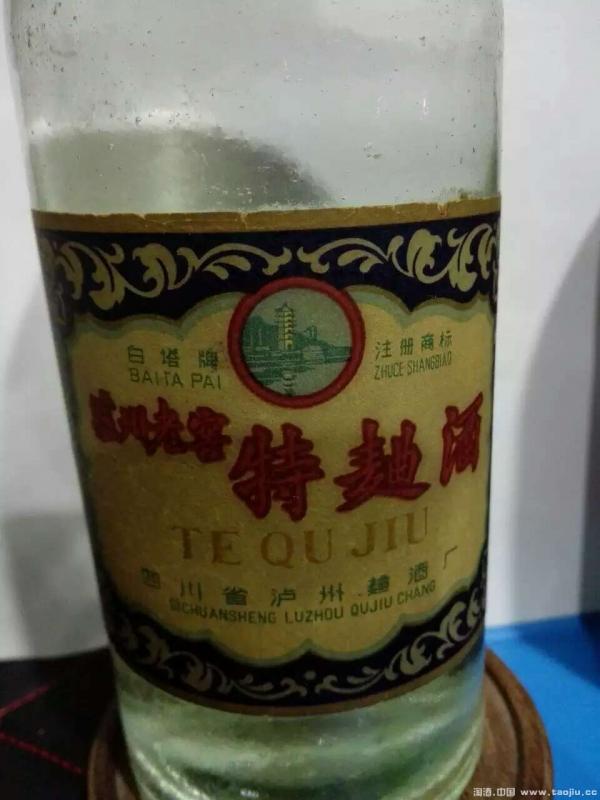 白塔牌
BAITA PAI
注册商标
ZHUCE SHANGBIAO
泸州老窖
特麯酒
TE QU JIU
四川省泸州麯酒厂
SICHUANSHENG LUZHOU QUJIU CHANG
淘酒.中国 www.taojiu.cc